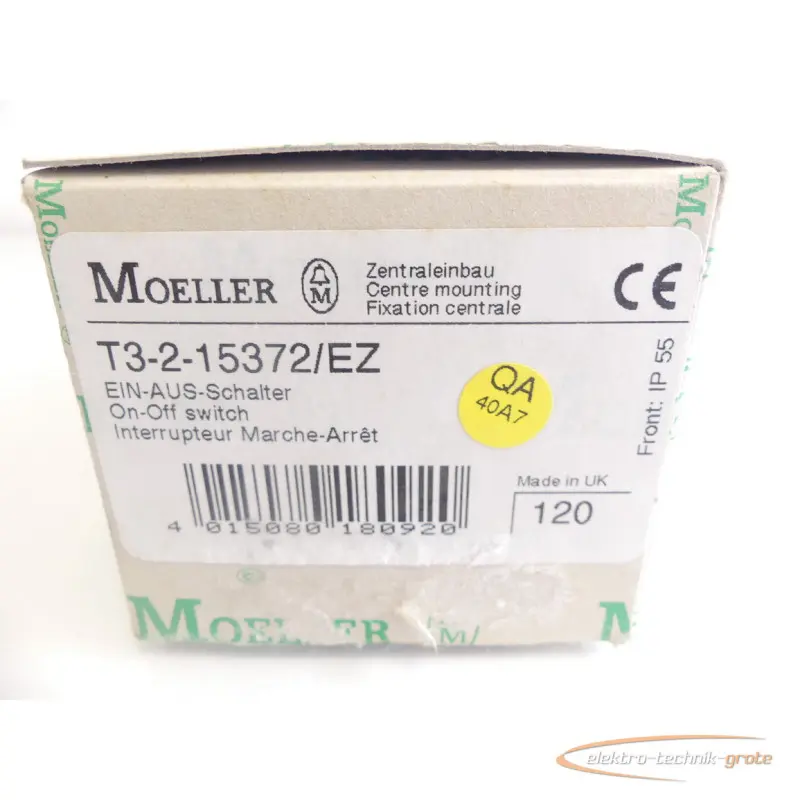 MOELLER
M
Zentraleinbau
Centre mounting
Fixation centrale
CE
T3-2-15372/EZ
EIN-AUS-Schalter
On-Off switch
Interrupteur Marche-Arrêt
QA
40A7
Front: IP 55
Made in UK
120
4 015080 180920
©
MOELLER
M
elektro-technik-grote